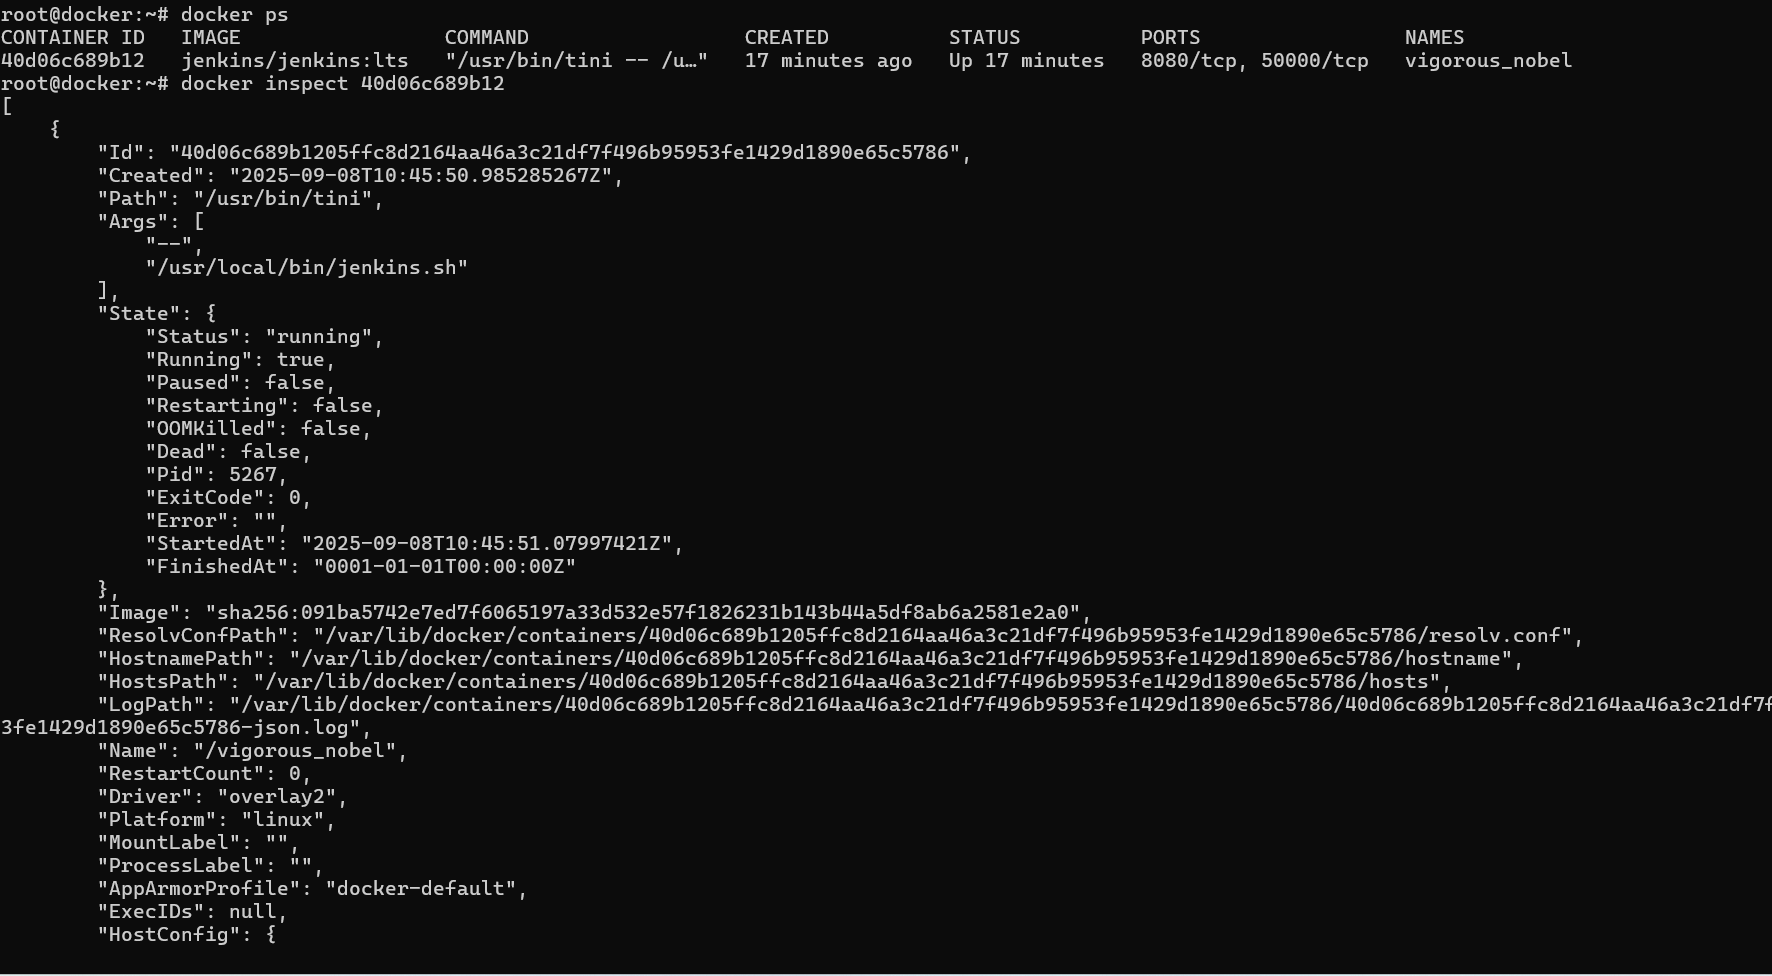 root@docker:~# docker ps
CONTAINER ID   IMAGE                 COMMAND                  CREATED          STATUS          PORTS                 NAMES
40d06c689b12   jenkins/jenkins:lts   "/usr/bin/tini -- /u…"   17 minutes ago   Up 17 minutes   8080/tcp, 50000/tcp   vigorous_nobel
root@docker:~# docker inspect 40d06c689b12
[
    {
        "Id": "40d06c689b1205ffc8d2164aa46a3c21df7f496b95953fe1429d1890e65c5786",
        "Created": "2025-09-08T10:45:50.985285267Z",
        "Path": "/usr/bin/tini",
        "Args": [
            "--",
            "/usr/local/bin/jenkins.sh"
        ],
        "State": {
            "Status": "running",
            "Running": true,
            "Paused": false,
            "Restarting": false,
            "OOMKilled": false,
            "Dead": false,
            "Pid": 5267,
            "ExitCode": 0,
            "Error": "",
            "StartedAt": "2025-09-08T10:45:51.07997421Z",
            "FinishedAt": "0001-01-01T00:00:00Z"
        },
        "Image": "sha256:091ba5742e7ed7f6065197a33d532e57f1826231b143b44a5df8ab6a2581e2a0",
        "ResolvConfPath": "/var/lib/docker/containers/40d06c689b1205ffc8d2164aa46a3c21df7f496b95953fe1429d1890e65c5786/resolv.conf",
        "HostnamePath": "/var/lib/docker/containers/40d06c689b1205ffc8d2164aa46a3c21df7f496b95953fe1429d1890e65c5786/hostname",
        "HostsPath": "/var/lib/docker/containers/40d06c689b1205ffc8d2164aa46a3c21df7f496b95953fe1429d1890e65c5786/hosts",
        "LogPath": "/var/lib/docker/containers/40d06c689b1205ffc8d2164aa46a3c21df7f496b95953fe1429d1890e65c5786/40d06c689b1205ffc8d2164aa46a3c21df7f
3fe1429d1890e65c5786-json.log",
        "Name": "/vigorous_nobel",
        "RestartCount": 0,
        "Driver": "overlay2",
        "Platform": "linux",
        "MountLabel": "",
        "ProcessLabel": "",
        "AppArmorProfile": "docker-default",
        "ExecIDs": null,
        "HostConfig": {